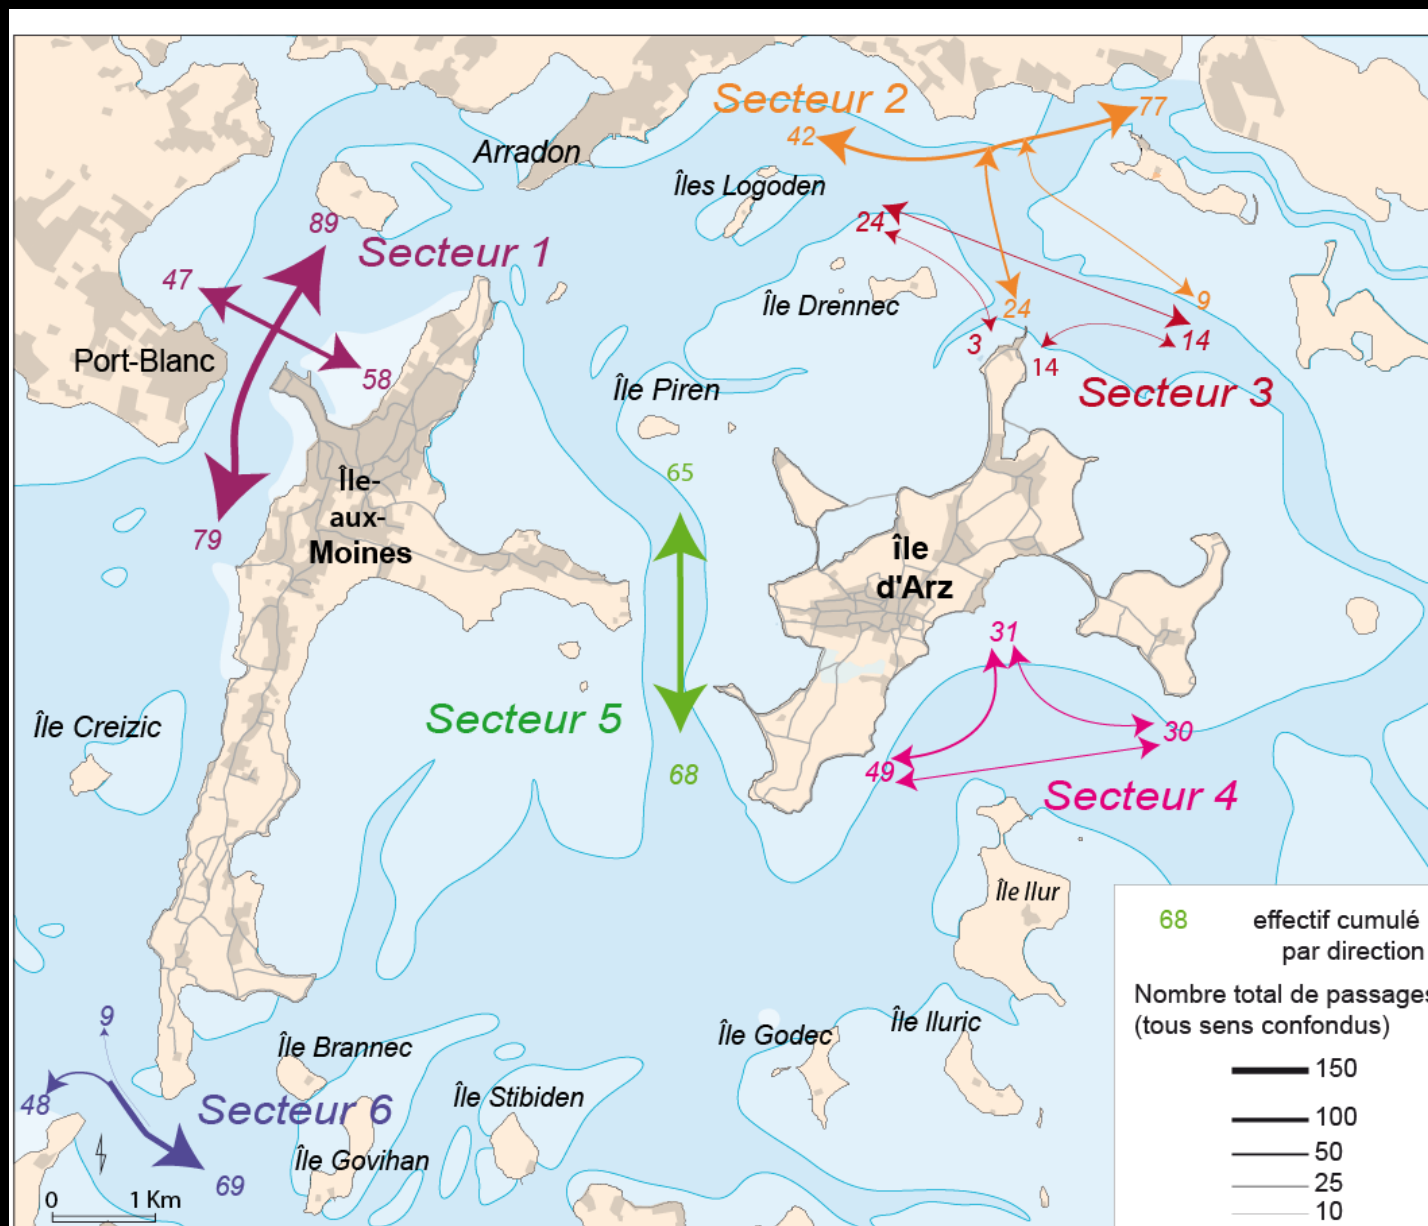 Secteur 2
77
42
Arradon
Îles Logoden
89
Secteur 1
24
47
Île Drennec
24
9
3
14
14
Port-Blanc
58
Île Piren
Secteur 3
65
Île-
aux-
Moines
79
île
d'Arz
31
Île Creizic
Secteur 5
30
49
68
Secteur 4
Île Ilur
68 effectif cumulé
par direction
Nombre total de passages
(tous sens confondus)
150
100
50
25
10
9
Île Brannec
Île Godec
Île Iluric
48
Secteur 6
Île Stibiden
Île Govihan
69
0 1 Km